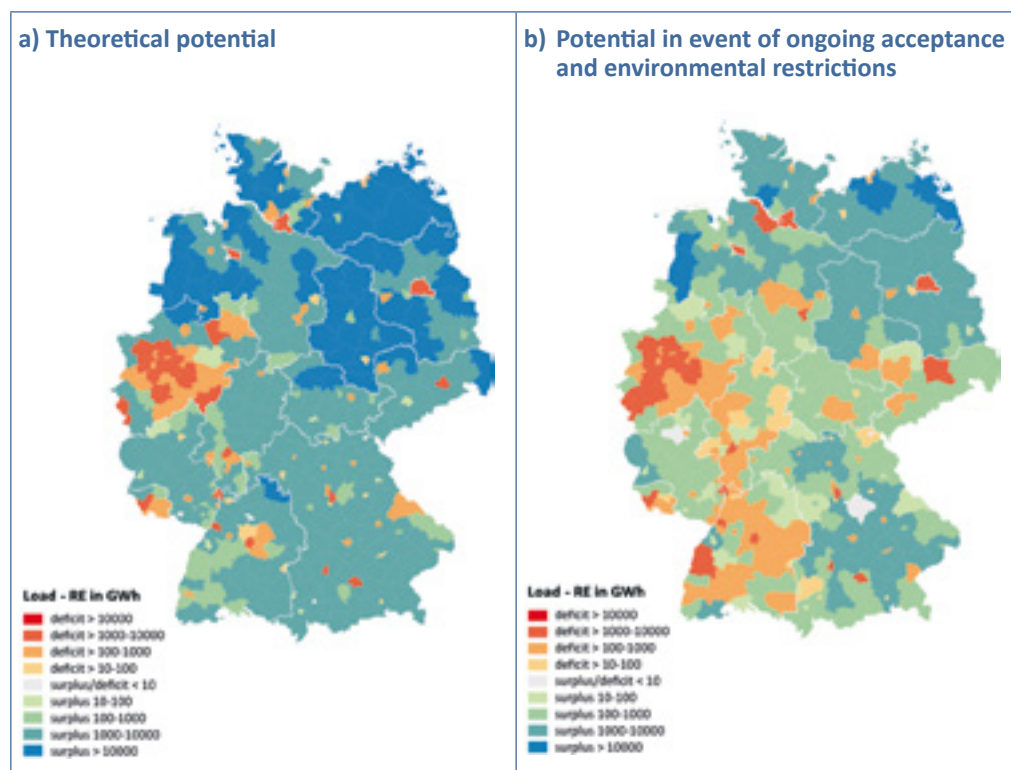 a) Theoretical potential
Load - RE in GWh
deficit > 10000
deficit > 1000-10000
deficit > 100-1000
deficit > 10-100
surplus/deficit < 10
surplus 10-100
surplus 100-1000
surplus 1000-10000
surplus > 10000
b) Potential in event of ongoing acceptance
and environmental restrictions
Load - RE in GWh
deficit > 10000
deficit > 1000-10000
deficit > 100-1000
deficit > 10-100
surplus/deficit < 10
surplus 10-100
surplus 100-1000
surplus 1000-10000
surplus > 10000